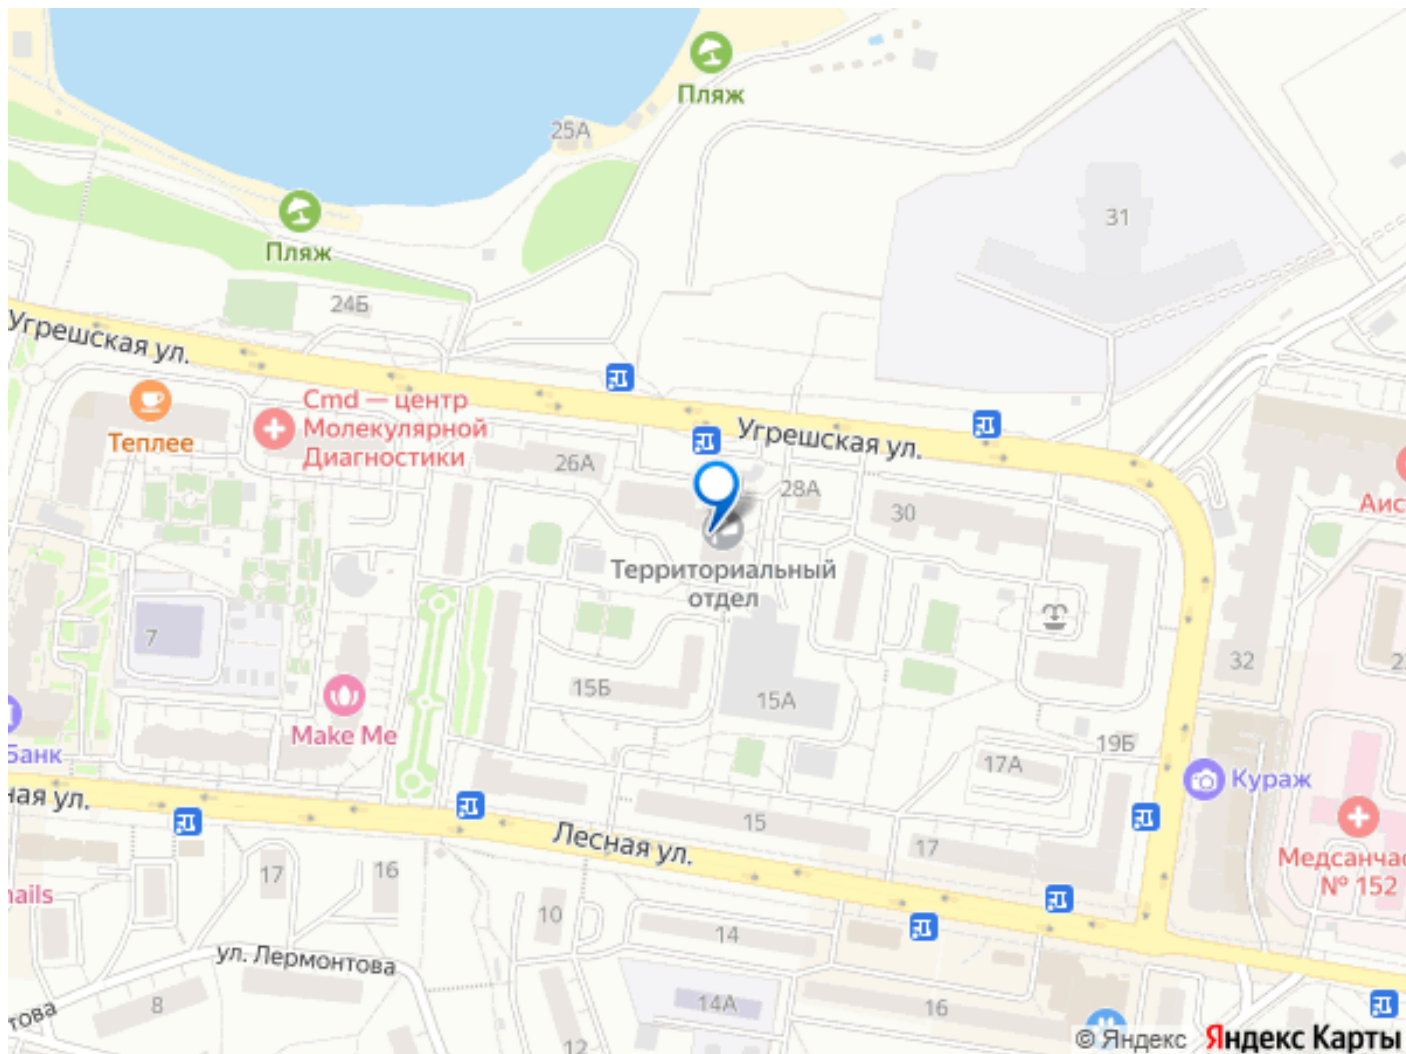 Пляж
25А
31
Пляж
24Б
Угрешская ул.
Cmd — центр
Молекулярной
Диагностики
Теплее
Угрешская ул.
26А
28А
30
Аис
Территориальный
отдел
7
32
15Б
15А
Make Me
Банк
19Б
17А
Кураж
ная ул.
15
Лесная ул.
17
Медсанчас
№ 152
17
16
nails
10
14
ул. Лермонтова
8
14А
16
това
12
© Яндекс
Яндекс Карты